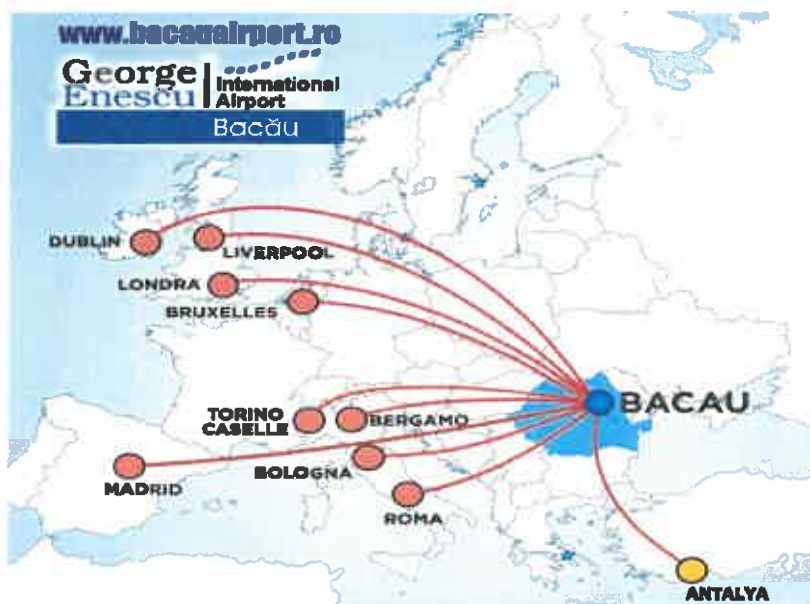 www.bacauairport.ro
George
Enescu
International
Airport
Bacău
DUBLIN
LIVERPOOL
LONDRA
BRUXELLES
BACAU
TORINO
CASELLE
BERGAMO
BOLOGNA
MADRID
ROMA
ANTALYA